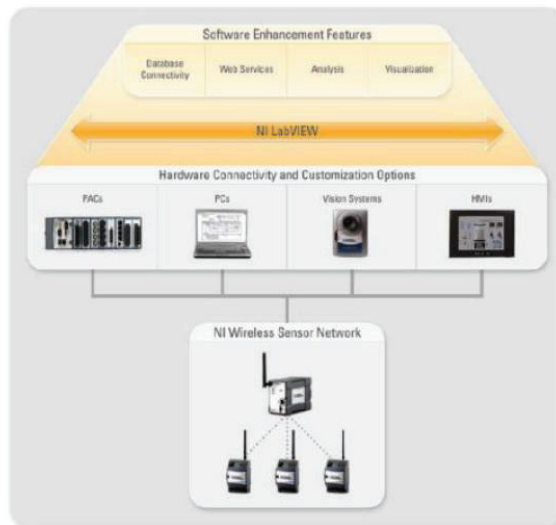 Software Enhancement Features
Database
Connectivity
Web Services
Analysis
Visualization
NI LabVIEW
Hardware Connectivity and Customization Options
PACs
PCs
Vision Systems
HMIs
NI Wireless Sensor Network